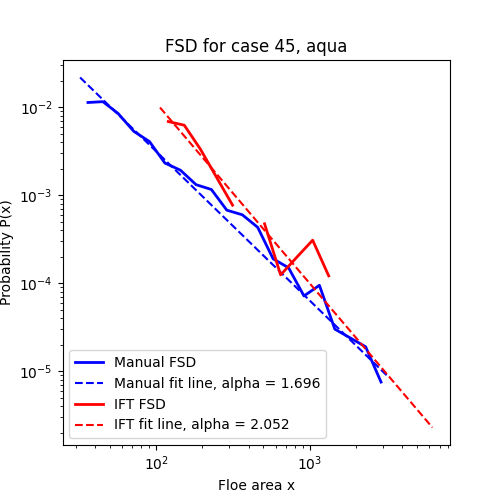 FSD for case 45, aqua
Probability P(x)
10⁻²
10⁻³
10⁻⁴
10⁻⁵
Manual FSD
Manual fit line, alpha = 1.696
IFT FSD
IFT fit line, alpha = 2.052
10² 10³
Floe area x